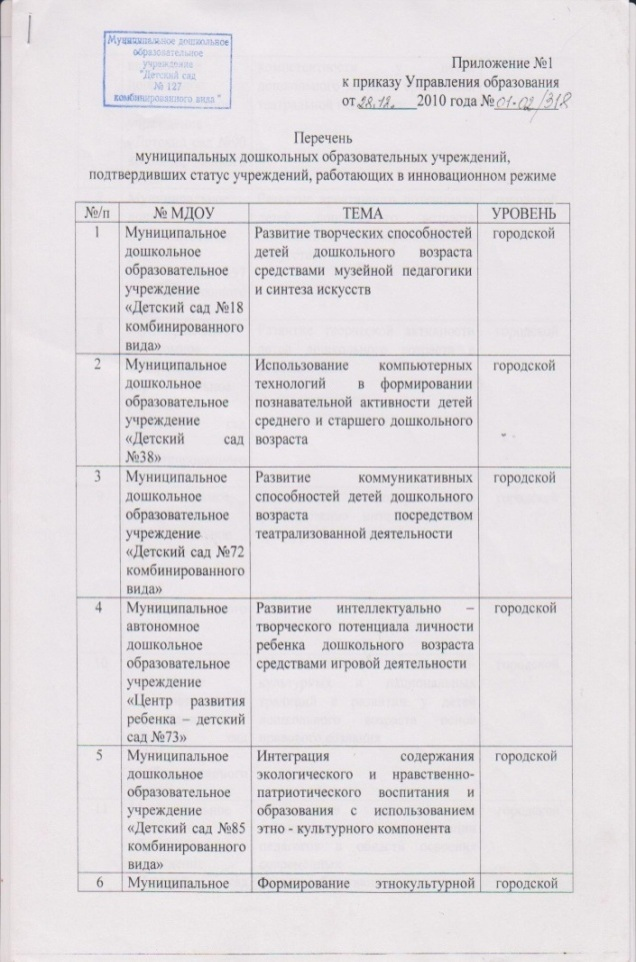 Муниципальное дошкольное
образовательное
учреждение
"Детский сад
№ 127
комбинированного вида"
Приложение №1
к приказу Управления образования
от 28.12. 2010 года № 01-02/318
Перечень
муниципальных дошкольных образовательных учреждений,
подтвердивших статус учреждений, работающих в инновационном режиме
№/п № МДОУ ТЕМА УРОВЕНЬ
1 Муниципальное Развитие творческих способностей городской
дошкольное детей дошкольного возраста
образовательное средствами музейной педагогики
учреждение и синтеза искусств
«Детский сад №18
комбинированного
вида»
2 Муниципальное Использование компьютерных городской
дошкольное технологий в формировании
образовательное познавательной активности детей
учреждение среднего и старшего дошкольного
«Детский сад возраста
№38»
3 Муниципальное Развитие коммуникативных городской
дошкольное способностей детей дошкольного
образовательное возраста посредством
учреждение театрализованной деятельности
«Детский сад №72
комбинированного
вида»
4 Муниципальное Развитие интеллектуально – городской
автономное творческого потенциала личности
дошкольное ребенка дошкольного возраста
образовательное средствами игровой деятельности
учреждение
«Центр развития
ребенка – детский
сад №73»
5 Муниципальное Интеграция содержания городской
дошкольное экологического и нравственно-
образовательное патриотического воспитания и
учреждение образования с использованием
«Детский сад №85 этно - культурного компонента
комбинированного
вида»
6 Муниципальное Формирование этнокультурной городской